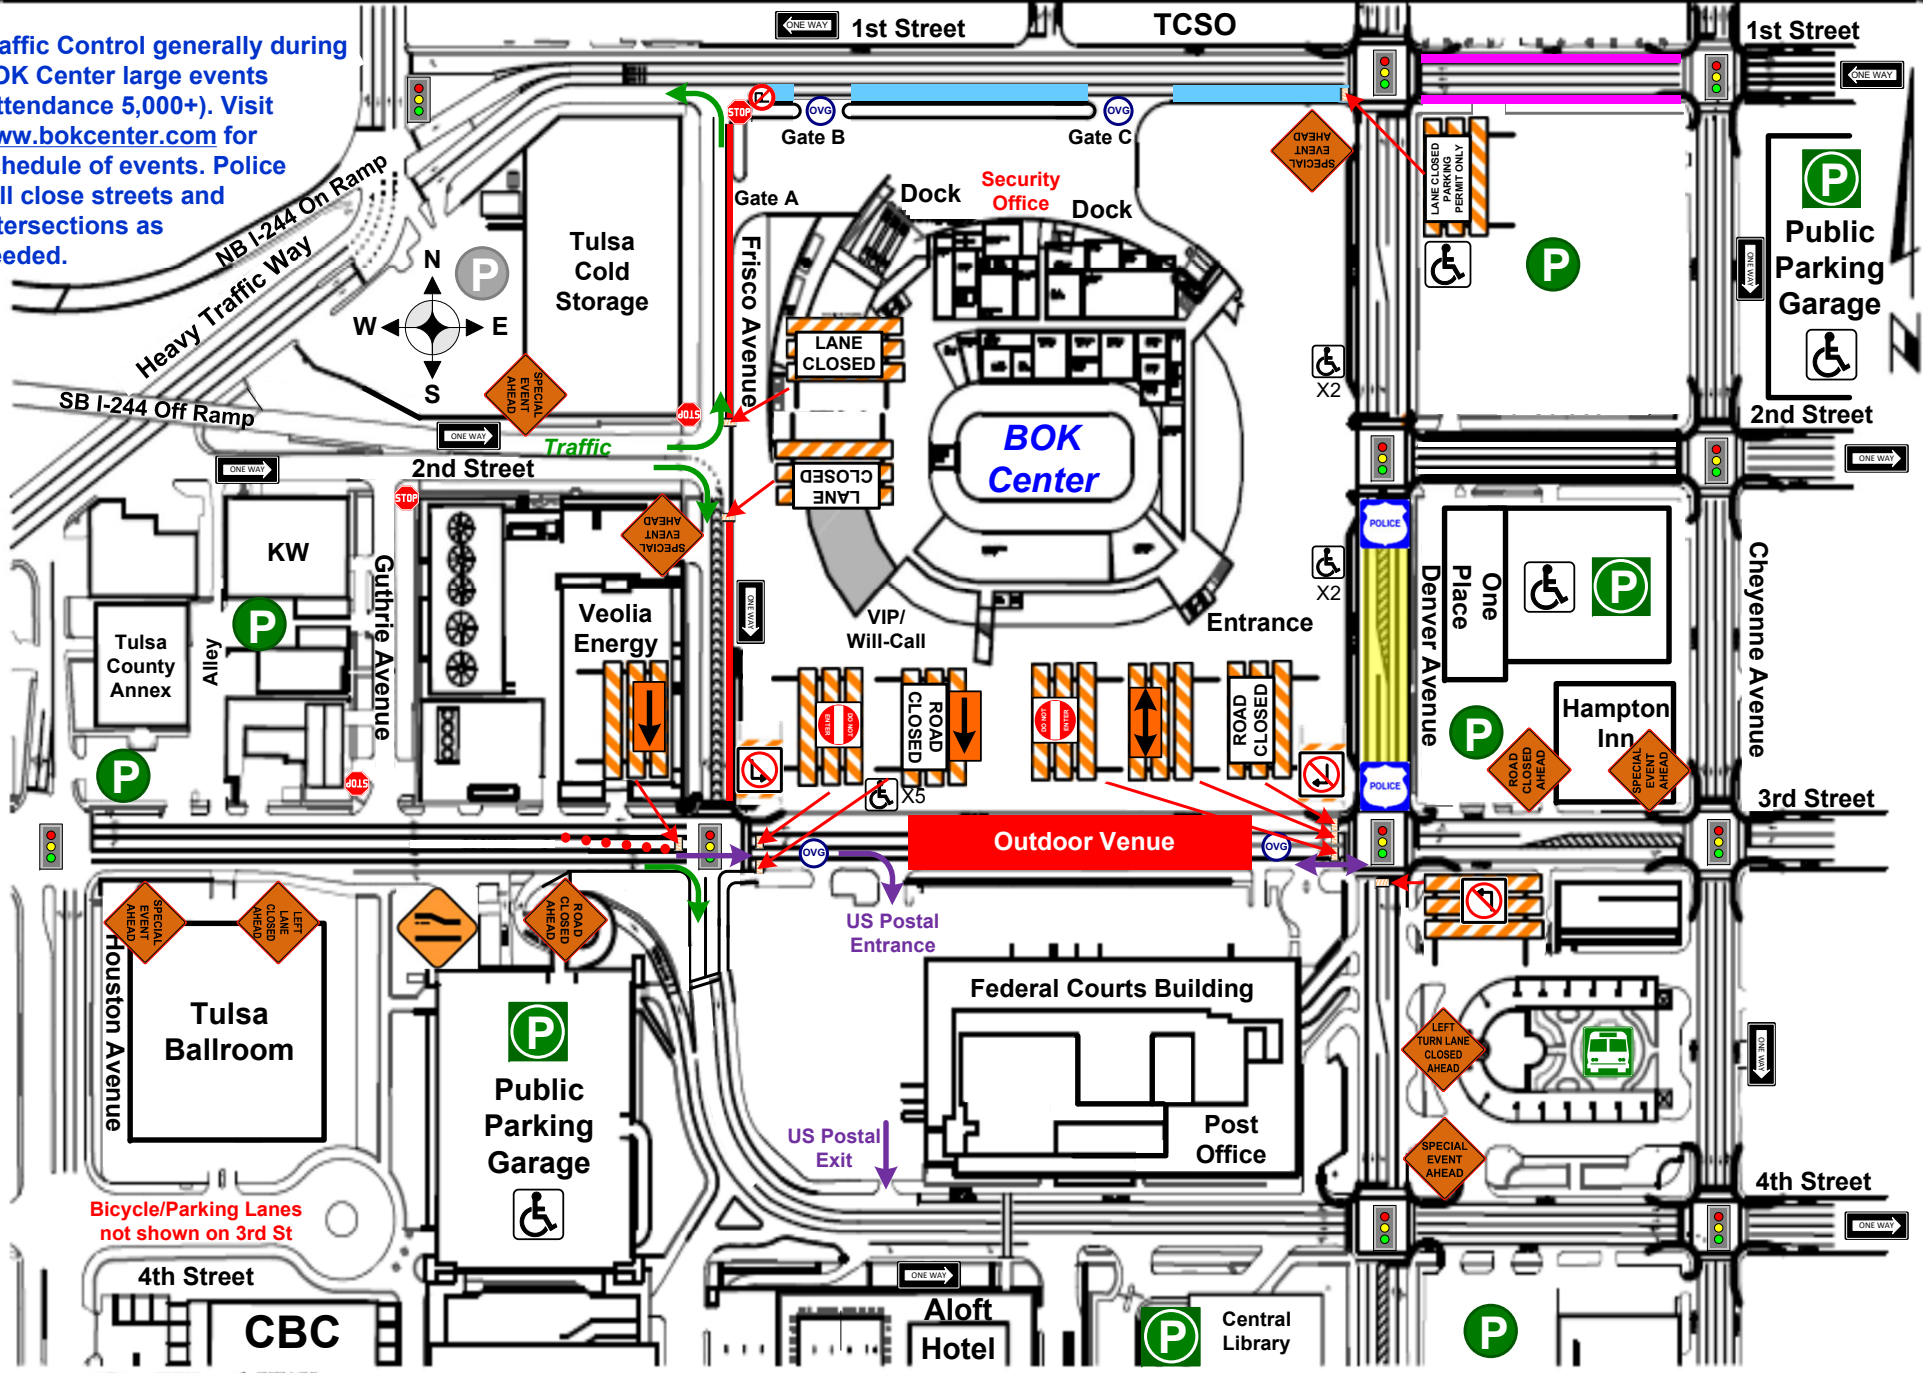 ONE WAY
1st Street
TCSO
1st Street
ONE WAY
affic Control generally during
OK Center large events
ttendance 5,000+). Visit
ww.bokcenter.com for
chedule of events. Police
ll close streets and
tersections as
eeded.
STOP
OVG
OVG
Gate B
Gate C
SPECIAL
EVENT
AHEAD
LANE CLOSED
PARKING
PERMIT ONLY
P
Public
Parking
Garage
ONE WAY
NB I-244 On Ramp
Heavy Traffic Way
SB I-244 Off Ramp
N
W
E
S
P
Tulsa
Cold
Storage
Gate A
Frisco Avenue
Dock
Security
Office
Dock
P
LANE
CLOSED
SPECIAL
EVENT
AHEAD
STOP
X2
2nd Street
ONE WAY
Traffic
2nd Street
ONE WAY
ONE WAY
LANE
CLOSED
BOK
Center
STOP
SPECIAL
EVENT
AHEAD
POLICE
KW
Guthrie Avenue
Veolia
Energy
ONE WAY
VIP/
Will-Call
Entrance
X2
Denver Avenue
One
Place
P
Cheyenne Avenue
Tulsa
County
Annex
Alley
P
P
STOP
DO NOT
ENTER
ROAD
CLOSED
DO NOT
ENTER
ROAD
CLOSED
X5
POLICE
P
Hampton
Inn
ROAD
CLOSED
AHEAD
SPECIAL
EVENT
AHEAD
3rd Street
OVG
Outdoor Venue
OVG
US Postal
Entrance
SPECIAL
EVENT
AHEAD
LEFT
LANE
CLOSED
AHEAD
ROAD
CLOSED
AHEAD
Houston Avenue
Tulsa
Ballroom
P
Public
Parking
Garage
Federal Courts Building
Post
Office
US Postal
Exit
LEFT
TURN LANE
CLOSED
AHEAD
SPECIAL
EVENT
AHEAD
ONE WAY
4th Street
ONE WAY
Bicycle/Parking Lanes
not shown on 3rd St
4th Street
CBC
ONE WAY
Aloft
Hotel
P
Central
Library
P